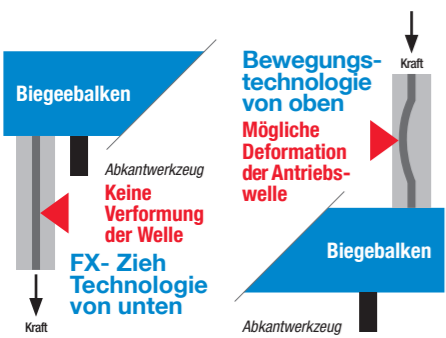 Biegeebalken
Abkantwerkzeug
Keine
Verformung
der Welle
FX- Zieh
Technologie
von unten
Kraft
Kraft
Bewegungs-
technologie
von oben
Mögliche
Deformation
der Antriebs-
welle
Biegebalken
Abkantwerkzeug